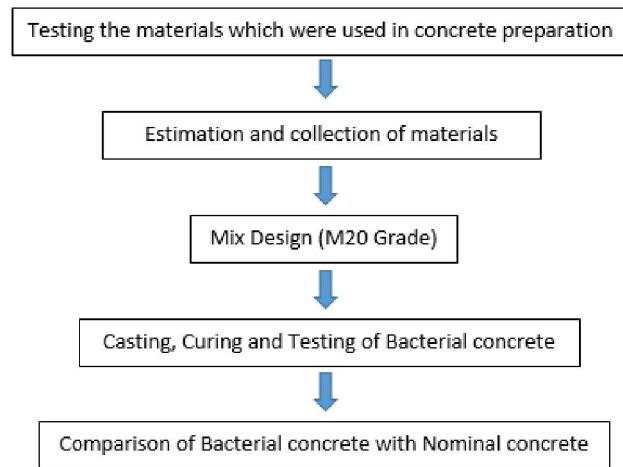 Testing the materials which were used in concrete preparation
Estimation and collection of materials
Mix Design (M20 Grade)
Casting, Curing and Testing of Bacterial concrete
Comparison of Bacterial concrete with Nominal concrete